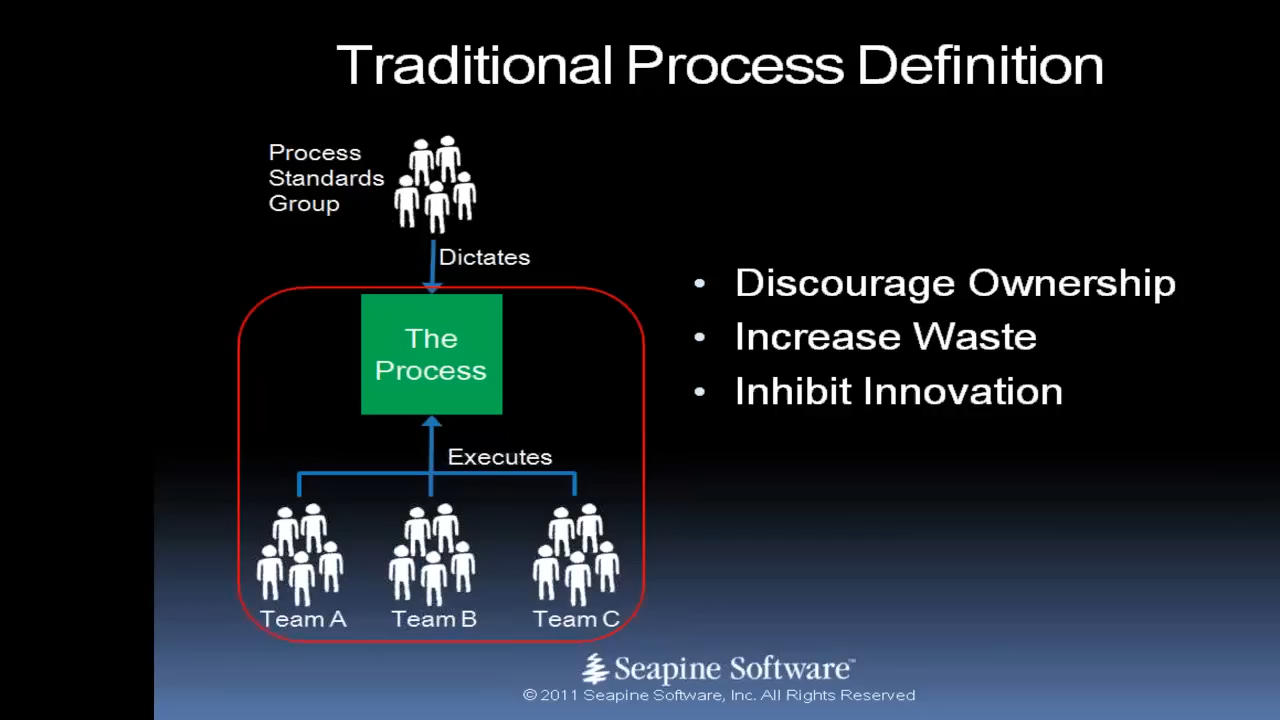 Traditional Process Definition
Process
Standards
Group
Dictates
The
Process
Executes
Team A
Team B
Team C
• Discourage Ownership
• Increase Waste
• Inhibit Innovation
Seapine Software™
© 2011 Seapine Software, Inc. All Rights Reserved